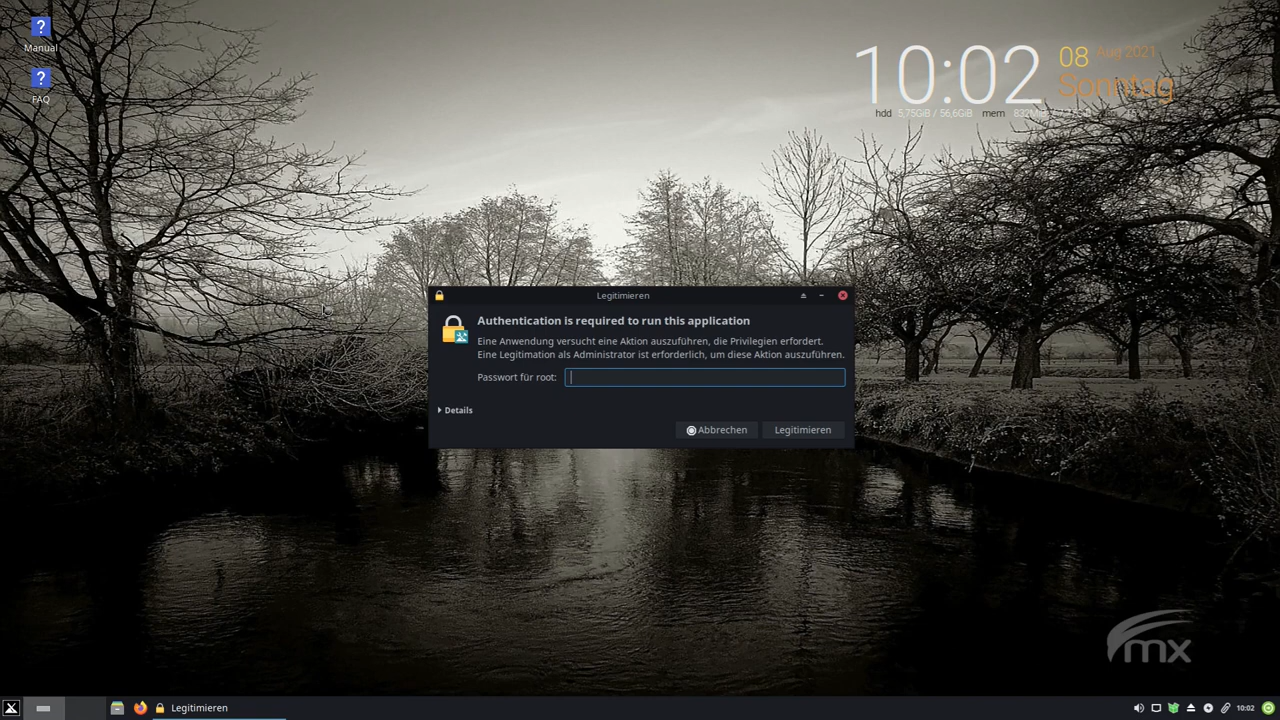 Manual
FAQ
10:02
08 Aug 2021
Sonntag
hdd 5,75GiB / 56,6GiB mem
Legitimieren
Authentication is required to run this application
Eine Anwendung versucht eine Aktion auszuführen, die Privilegien erfordert.
Eine Legitimation als Administrator ist erforderlich, um diese Aktion auszuführen.
Passwort für root:
Details
Abbrechen
Legitimieren
mx
Legitimieren
10:02